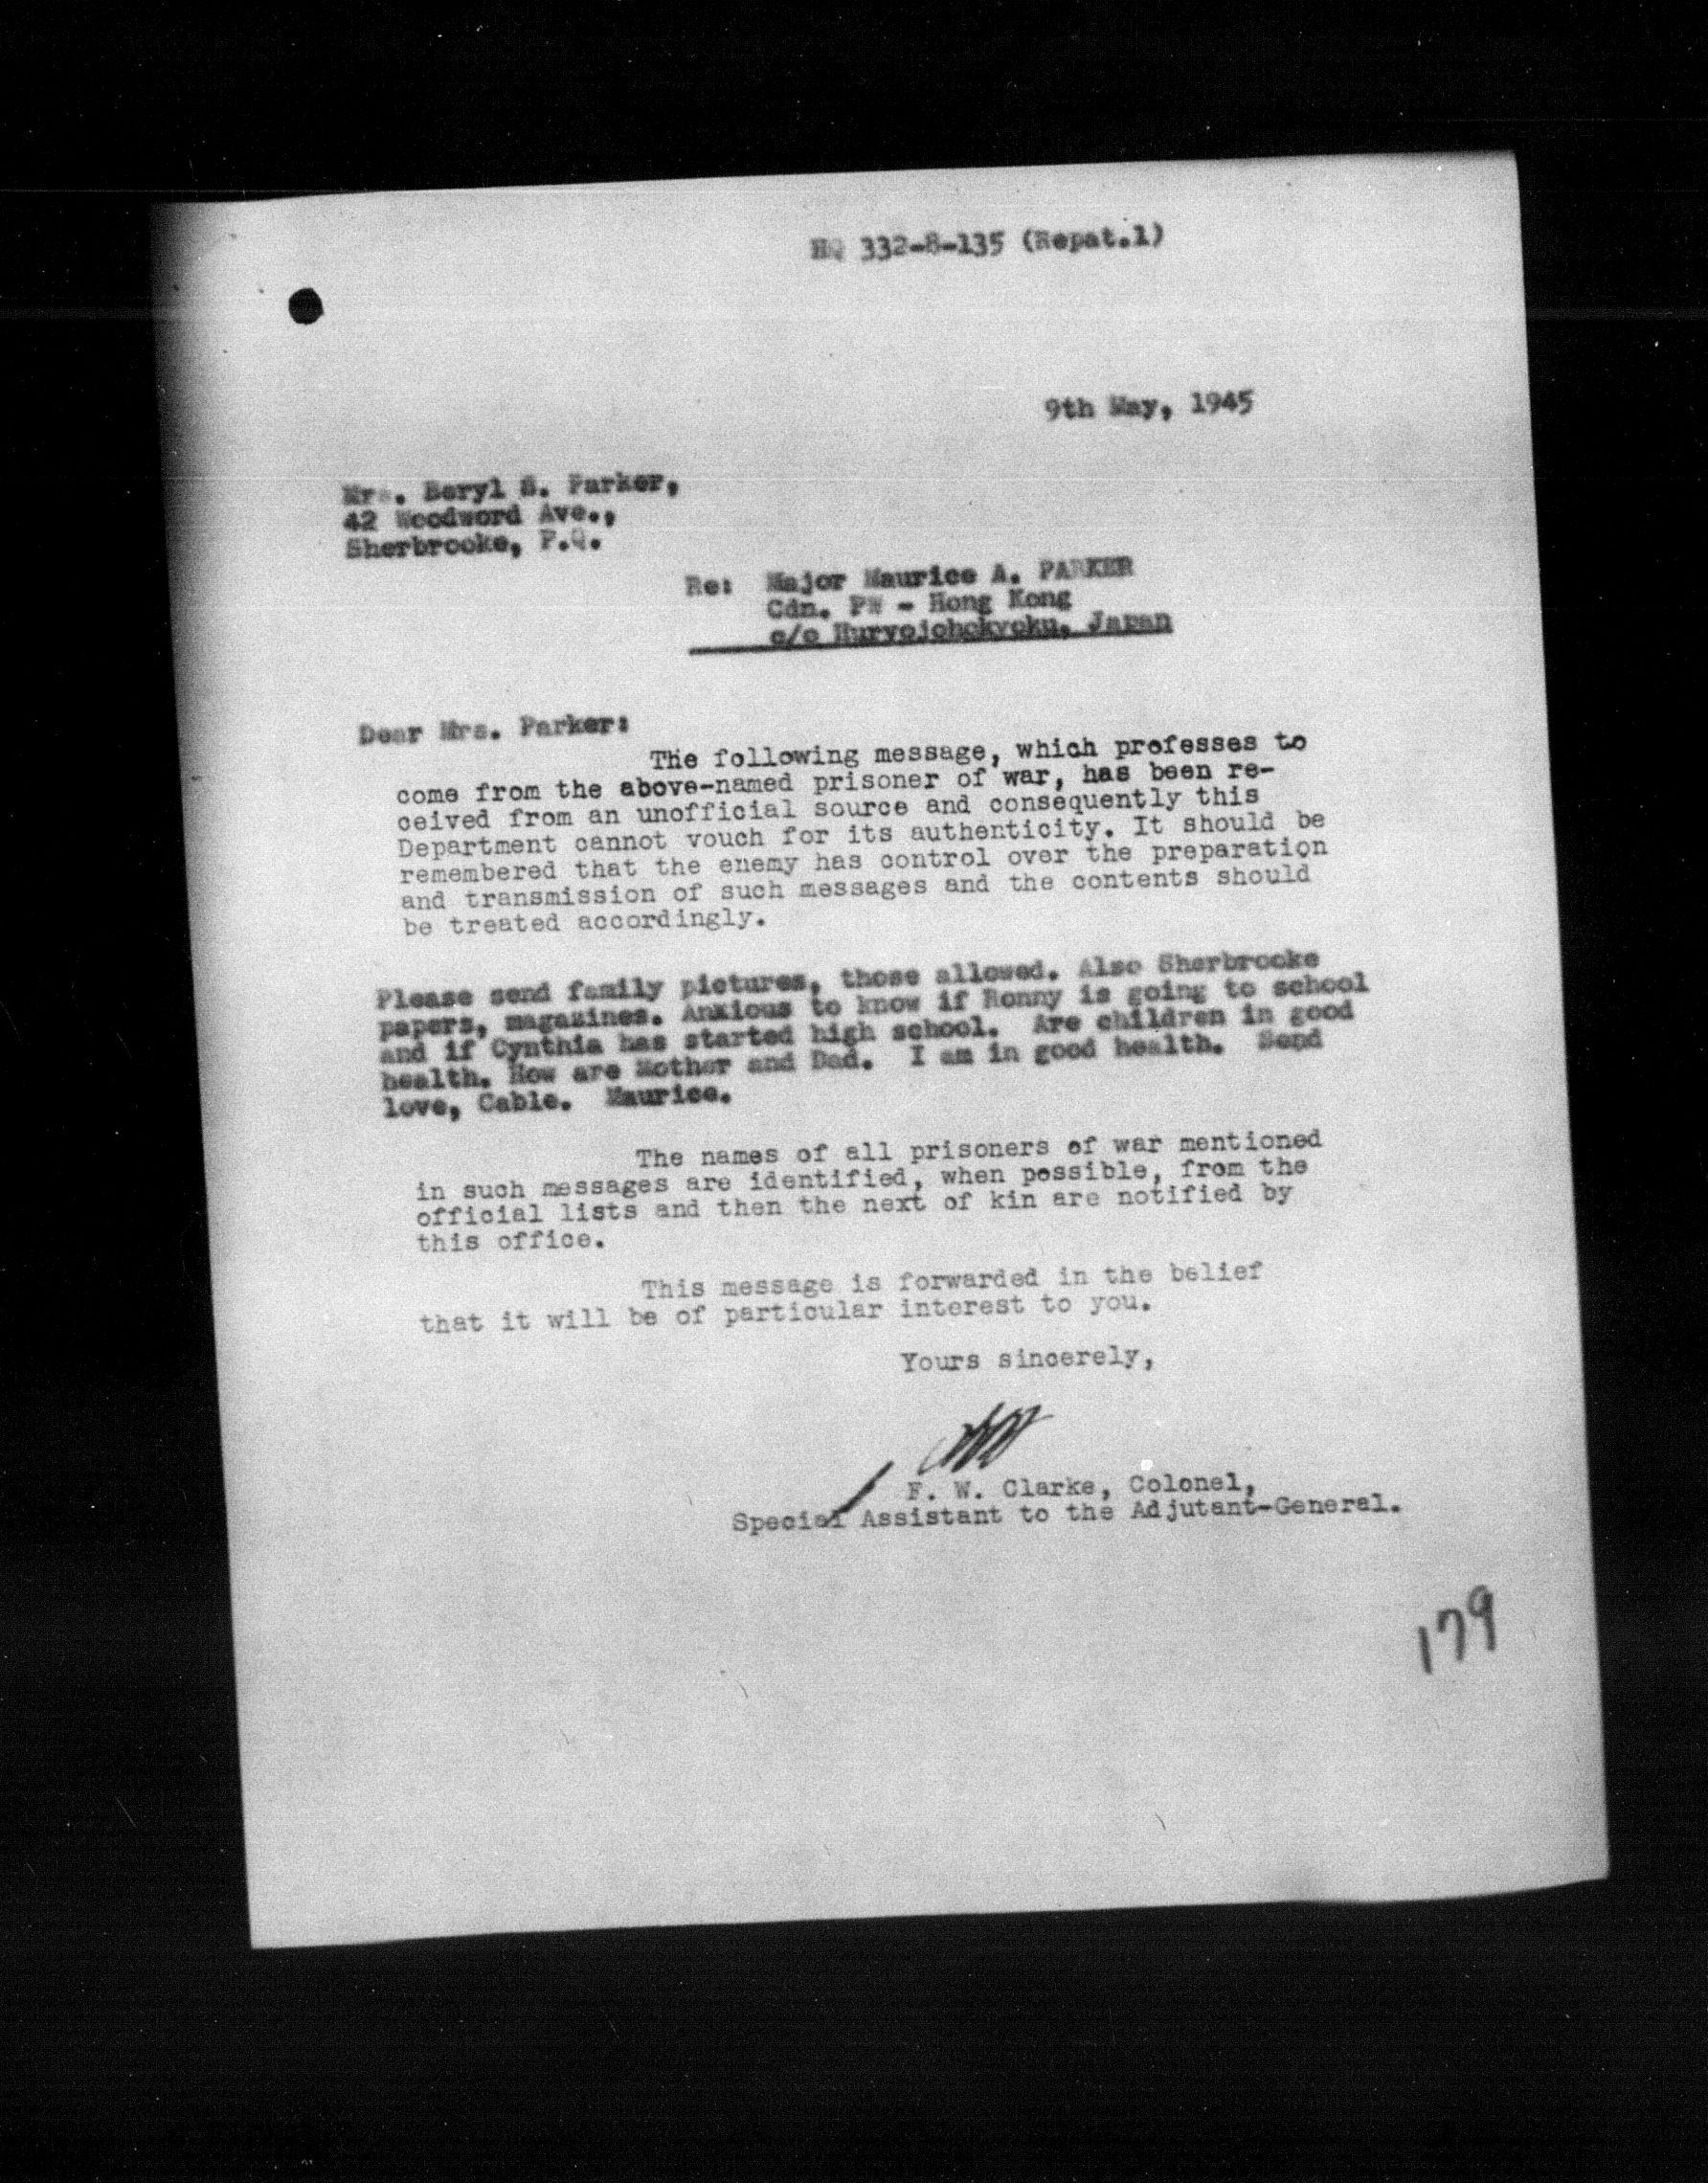 HQ 332-8-135 (Repat.1)
9th May, 1945
Mrs. Beryl S. Parker,
42 Woodword Ave.,
Sherbrooke, P.Q.
Re: Major Maurice A. PARKER
Cdn. PW - Hong Kong
c/o Huryojohokyoku, Japan
Dear Mrs. Parker:
The following message, which professes to
come from the above-named prisoner of war, has been re-
ceived from an unofficial source and consequently this
Department cannot vouch for its authenticity. It should be
remembered that the enemy has control over the preparation
and transmission of such messages and the contents should
be treated accordingly.
Please send family pictures, those allowed. Also Sherbrooke
papers, magazines. Anxious to know if Ronny is going to school
and if Cynthia has started high school. Are children in good
health. How are Mother and Dad. I am in good health. Send
love, Cable. Maurice.
The names of all prisoners of war mentioned
in such messages are identified, when possible, from the
official lists and then the next of kin are notified by
this office.
This message is forwarded in the belief
that it will be of particular interest to you.
Yours sincerely,
F. W. Clarke, Colonel,
Special Assistant to the Adjutant-General.
179